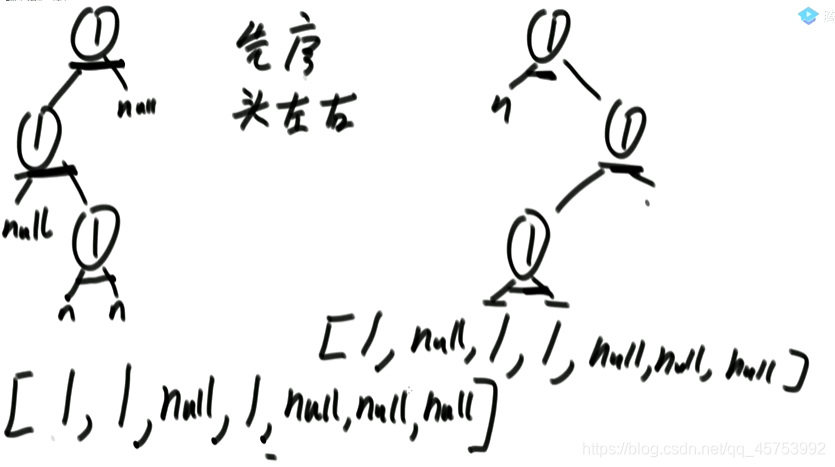 1
null
先序
头左右
1
n
1
null
1
1
n n
1
[1, null, 1, 1, null, null, null]
[1, 1, null, 1, null, null, null]
https://blog.csdn.net/qq_45753992